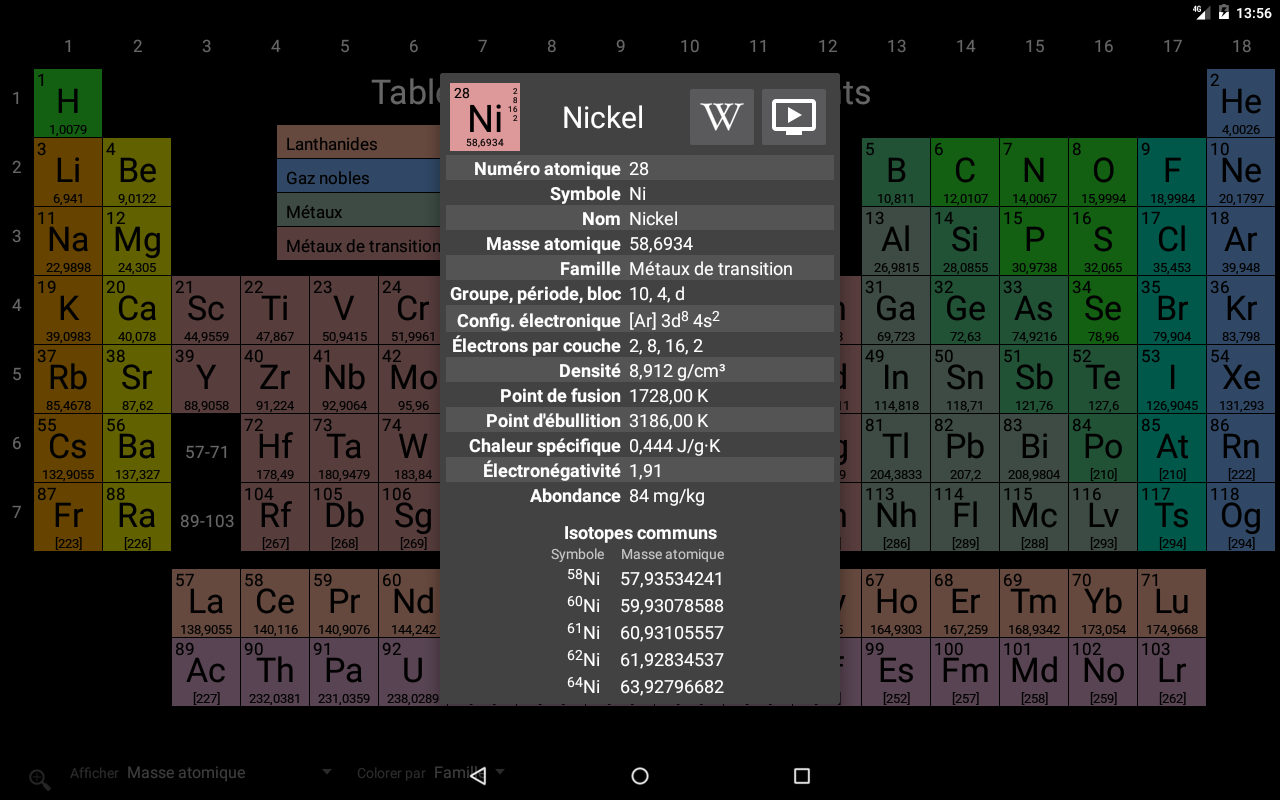 4G 13:56
1 2 3 4 5 6 7 8 9 10 11 12 13 14 15 16 17 18
Tabl
ts
1
1 H 1,0079
2 He 4,0026
2
3 Li 6,941
4 Be 9,0122
5 B 10,811
6 C 12,0107
7 N 14,0067
8 O 15,9994
9 F 18,9984
10 Ne 20,1797
3
11 Na 22,9898
12 Mg 24,305
13 Al 26,9815
14 Si 28,0855
15 P 30,9738
16 S 32,065
17 Cl 35,453
18 Ar 39,948
4
19 K 39,0983
20 Ca 40,078
21 Sc 44,9559
22 Ti 47,867
23 V 50,9415
24 Cr 51,9961
31 Ga 69,723
32 Ge 72,63
33 As 74,9216
34 Se 78,96
35 Br 79,904
36 Kr 83,798
5
37 Rb 85,4678
38 Sr 87,62
39 Y 88,9058
40 Zr 91,224
41 Nb 92,9064
42 Mo 95,96
49 In 114,818
50 Sn 118,71
51 Sb 121,76
52 Te 127,6
53 I 126,9045
54 Xe 131,293
6
55 Cs 132,9055
56 Ba 137,327
57-71
72 Hf 178,49
73 Ta 180,9479
74 W 183,84
81 Tl 204,3833
82 Pb 207,2
83 Bi 208,9804
84 Po [210]
85 At [210]
86 Rn [222]
7
87 Fr [223]
88 Ra [226]
89-103
104 Rf [267]
105 Db [268]
106 Sg [269]
113 Nh [286]
114 Fl [289]
115 Mc [288]
116 Lv [293]
117 Ts [294]
118 Og [294]
57 La 138,9055
58 Ce 140,116
59 Pr 140,9076
60 Nd 144,242
67 Ho 164,9303
68 Er 167,259
69 Tm 168,9342
70 Yb 173,054
71 Lu 174,9668
89 Ac [227]
90 Th 232,0381
91 Pa 231,0359
92 U 238,0289
99 Es [252]
100 Fm [257]
101 Md [258]
102 No [259]
103 Lr [262]
Lanthanides
Gaz nobles
Métaux
Métaux de transition
28 Ni 58,6934
2
8
16
2
Nickel
W
Numéro atomique 28
Symbole Ni
Nom Nickel
Masse atomique 58,6934
Famille Métaux de transition
Groupe, période, bloc 10, 4, d
Config. électronique [Ar] 3d⁸ 4s²
Électrons par couche 2, 8, 16, 2
Densité 8,912 g/cm³
Point de fusion 1728,00 K
Point d'ébullition 3186,00 K
Chaleur spécifique 0,444 J/g·K
Électronégativité 1,91
Abondance 84 mg/kg
Isotopes communs
Symbole Masse atomique
⁵⁸Ni 57,93534241
⁶⁰Ni 59,93078588
⁶¹Ni 60,93105557
⁶²Ni 61,92834537
⁶⁴Ni 63,92796682
Afficher Masse atomique
Colorer par Famille